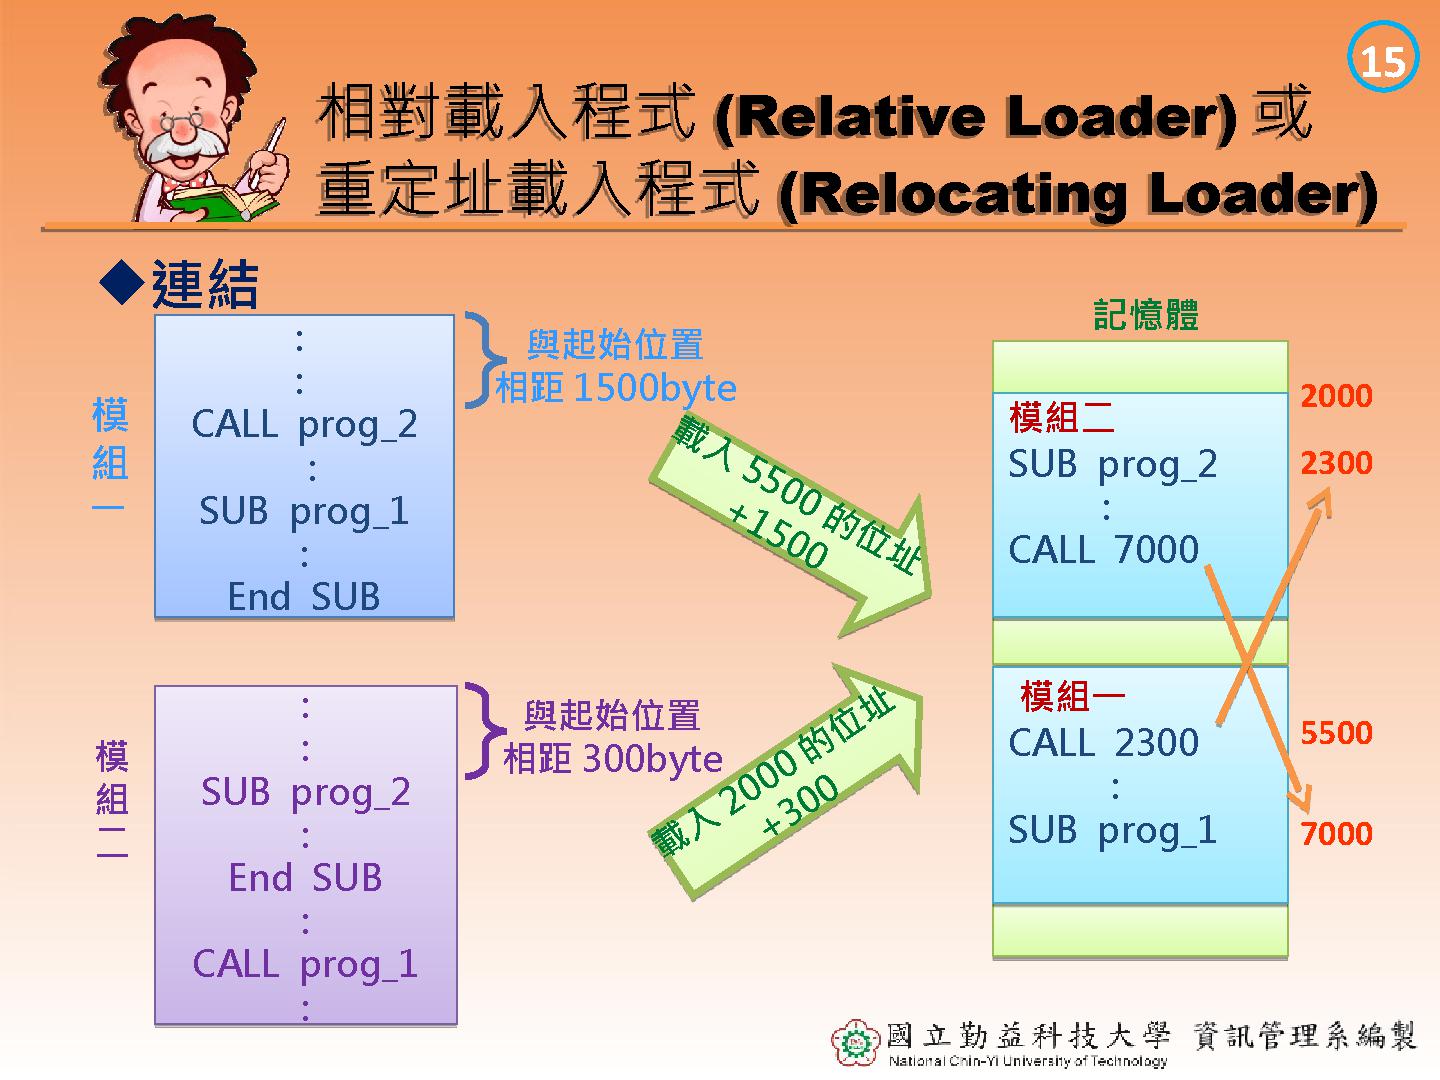 15
相對載入程式 (Relative Loader) 或
重定址載入程式 (Relocating Loader)
◆連結
模
組
一
:
:
CALL prog_2
:
SUB prog_1
:
End SUB
與起始位置
相距 1500byte
載入 5500 的位址
+1500
模
組
二
:
:
SUB prog_2
:
End SUB
:
CALL prog_1
:
與起始位置
相距 300byte
載入 2000 的位址
+300
記憶體
2000
模組二
SUB prog_2
2300
:
CALL 7000
模組一
CALL 2300
5500
:
SUB prog_1
7000
國立勤益科技大學 資訊管理系編製
National Chin-Yi University of Technology